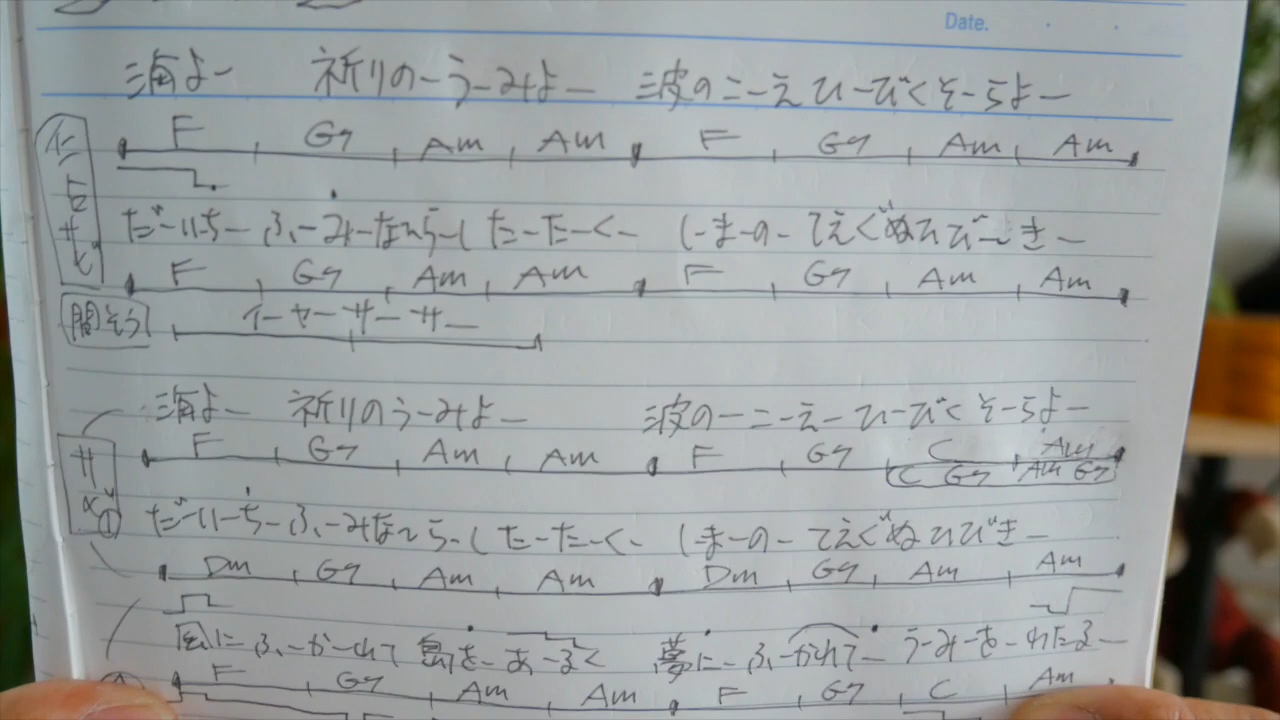 Date.
海よー 祈りのーうーみよー 波のこーえひーびくそーらよー
F G7 Am Am F G7 Am Am
だーいちーふーみーならーしたーたーくー しーまーのーてえぐぬひびーきー
F G7 Am Am F G7 Am Am
間そう イーヤーサーサー
海よー 祈りのうーみよー 波のーこーえーひーびくそーらよー
サビ① F G7 Am Am F G7 C Am
C G7 Am G7
だーいーちーふーみならーしたーたーくー しーまーのーてえぐぬひびきー
Dm G7 Am Am Dm G7 Am Am
風にふーかーれて島をーあーるく 夢にーふーかれてーうーみーをーわたるー
F G7 Am Am F G7 C Am